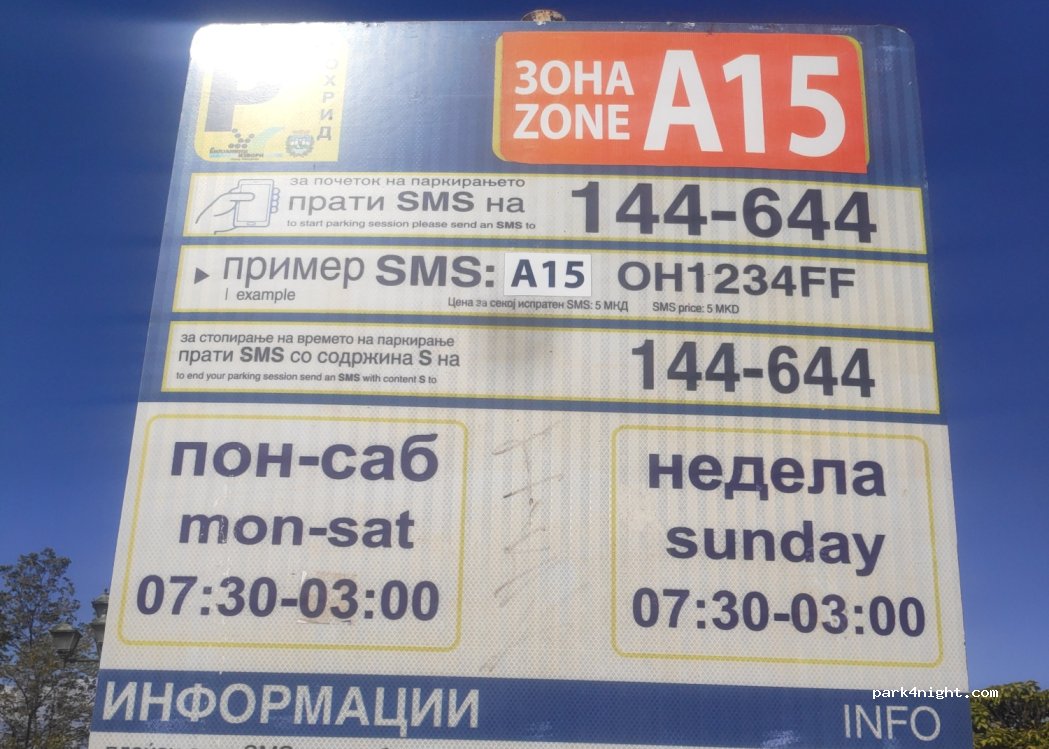 P
ОХРИД
ЗОНА
ZONE
A15
за почеток на паркирањето
прати SMS на
to start parking session please send an SMS to
144-644
пример SMS: A15 OH1234FF
example
Цена за секој испратен SMS: 5 МКД SMS price: 5 MKD
за стопирање на времето на паркирање
прати SMS со содржина S на
to end your parking session send an SMS with content S to
144-644
пон-саб
mon-sat
07:30-03:00
недела
sunday
07:30-03:00
ИНФОРМАЦИИ
INFO
park4night.com